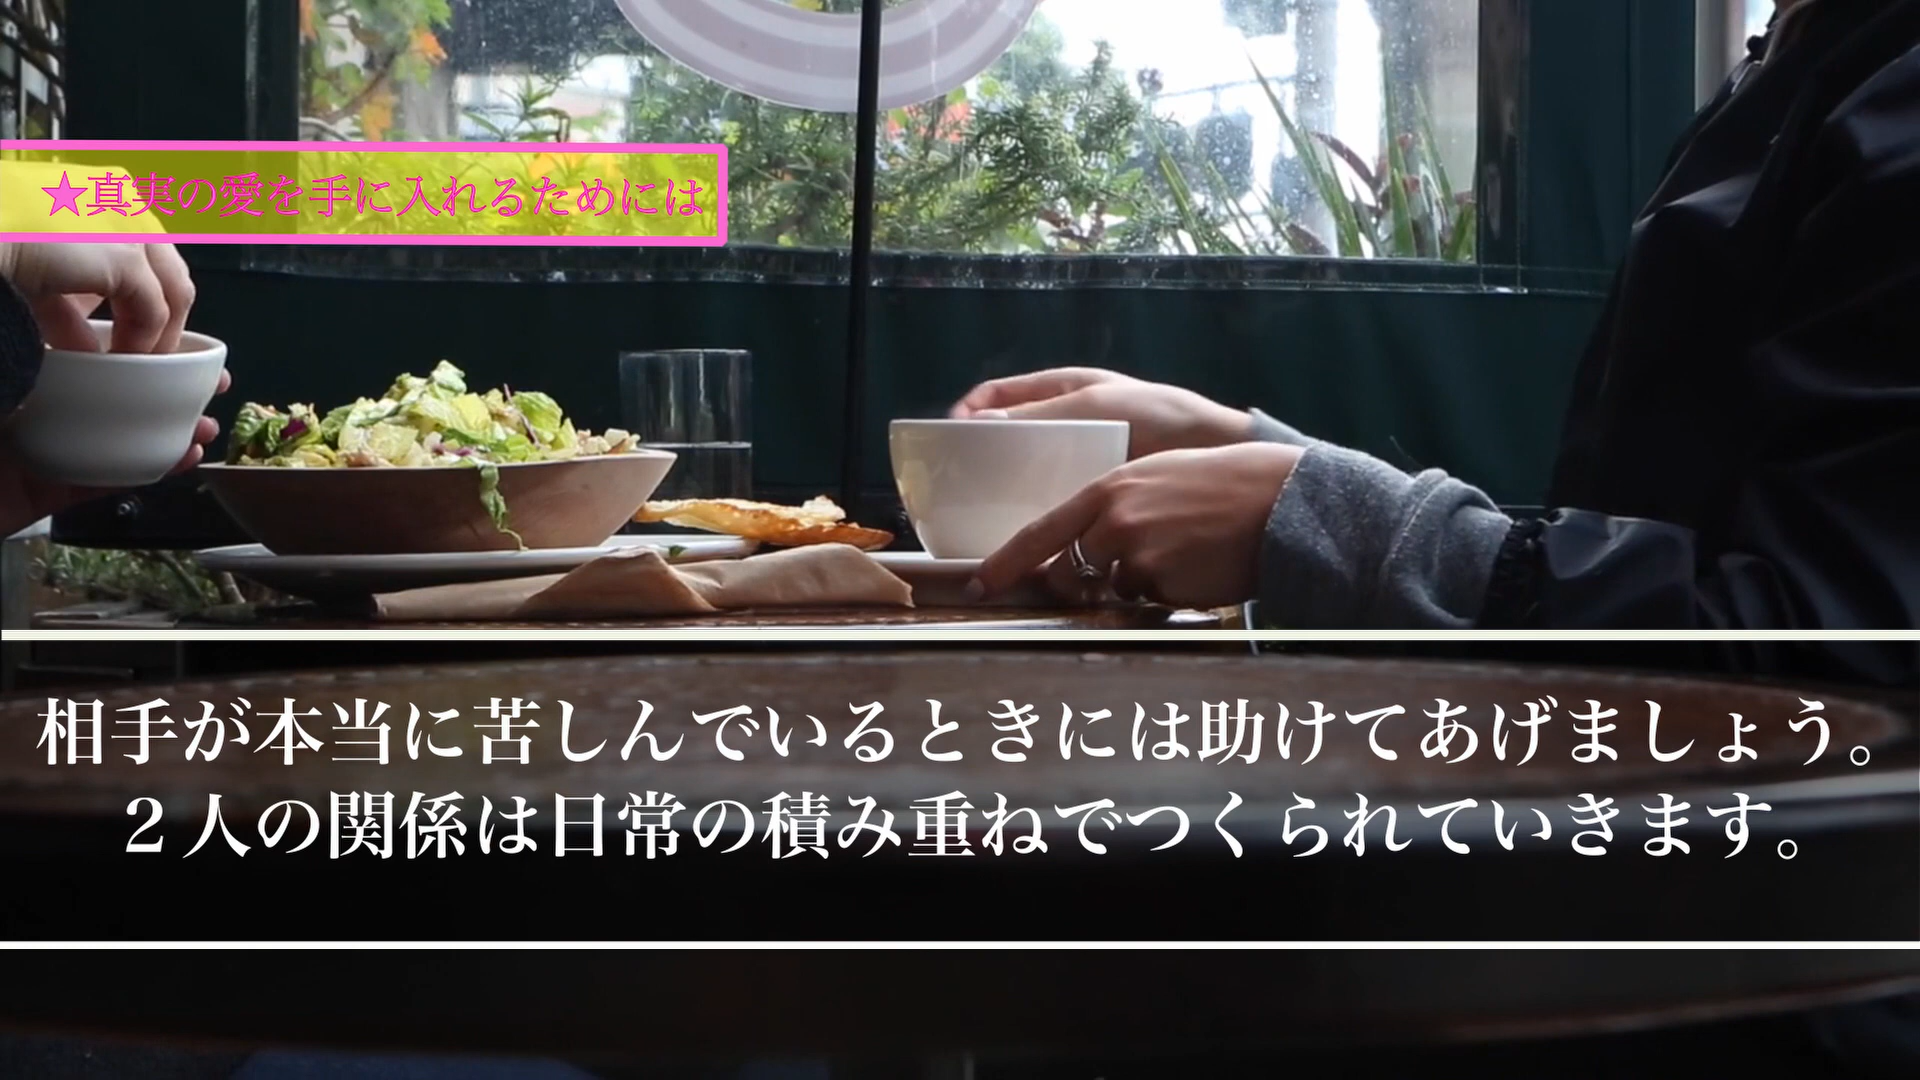 ★真実の愛を手に入れるためには
相手が本当に苦しんでいるときには助けてあげましょう。
２人の関係は日常の積み重ねでつくられていきます。